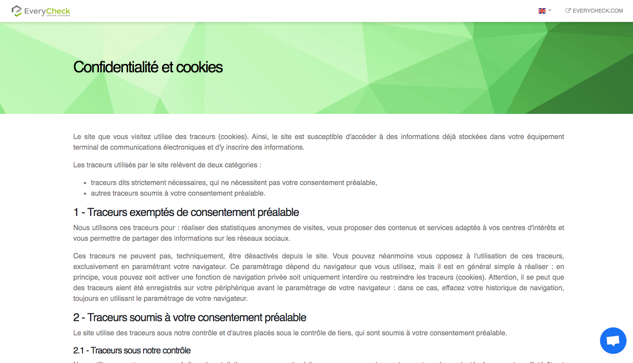 EveryCheck
EVERYCHECK.COM
Confidentialité et cookies
Le site que vous visitez utilise des traceurs (cookies). Ainsi, le site est susceptible d'accéder à des informations déjà stockées dans votre équipement
terminal de communications électroniques et d'y inscrire des informations.
Les traceurs utilisés par le site relèvent de deux catégories :
• traceurs dits strictement nécessaires, qui ne nécessitent pas votre consentement préalable,
• autres traceurs soumis à votre consentement préalable.
1 - Traceurs exemptés de consentement préalable
Nous utilisons ces traceurs pour : réaliser des statistiques anonymes de visites, vous proposer des contenus et services adaptés à vos centres d'intérêts et
vous permettre de partager des informations sur les réseaux sociaux.
Ces traceurs ne peuvent pas, techniquement, être désactivés depuis le site. Vous pouvez néanmoins vous opposez à l'utilisation de ces traceurs,
exclusivement en paramétrant votre navigateur. Ce paramétrage dépend du navigateur que vous utilisez, mais il est en général simple à réaliser : en
principe, vous pouvez soit activer une fonction de navigation privée soit uniquement interdire ou restreindre les traceurs (cookies). Attention, il se peut que
des traceurs aient été enregistrés sur votre périphérique avant le paramétrage de votre navigateur : dans ce cas, effacez votre historique de navigation,
toujours en utilisant le paramétrage de votre navigateur.
2 - Traceurs soumis à votre consentement préalable
Le site utilise des traceurs sous notre contrôle et d'autres placés sous le contrôle de tiers, qui sont soumis à votre consentement préalable.
2.1 - Traceurs sous notre contrôle